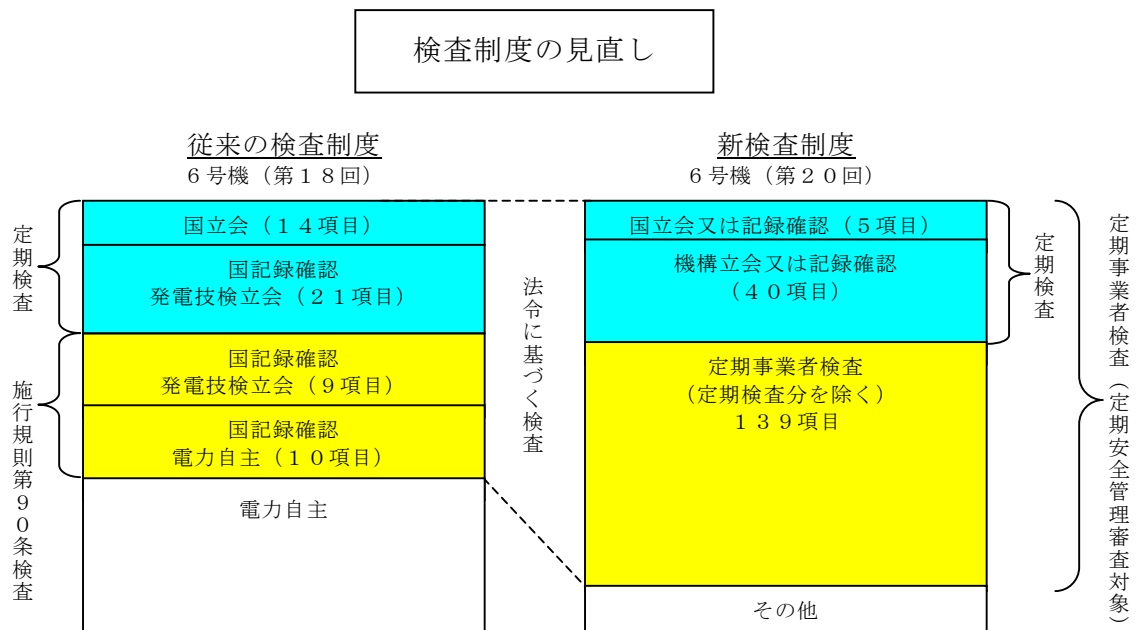 検査制度の見直し
従来の検査制度
6号機（第18回）
新検査制度
6号機（第20回）
定期検査
国立会（14項目）
国記録確認
発電技検立会（21項目）
施行規則第90条検査
国記録確認
発電技検立会（9項目）
国記録確認
電力自主（10項目）
電力自主
法令に基づく検査
国立会又は記録確認（5項目）
機構立会又は記録確認
（40項目）
定期事業者検査
（定期検査分を除く）
139項目
その他
定期検査
定期事業者検査（定期安全管理審査対象）